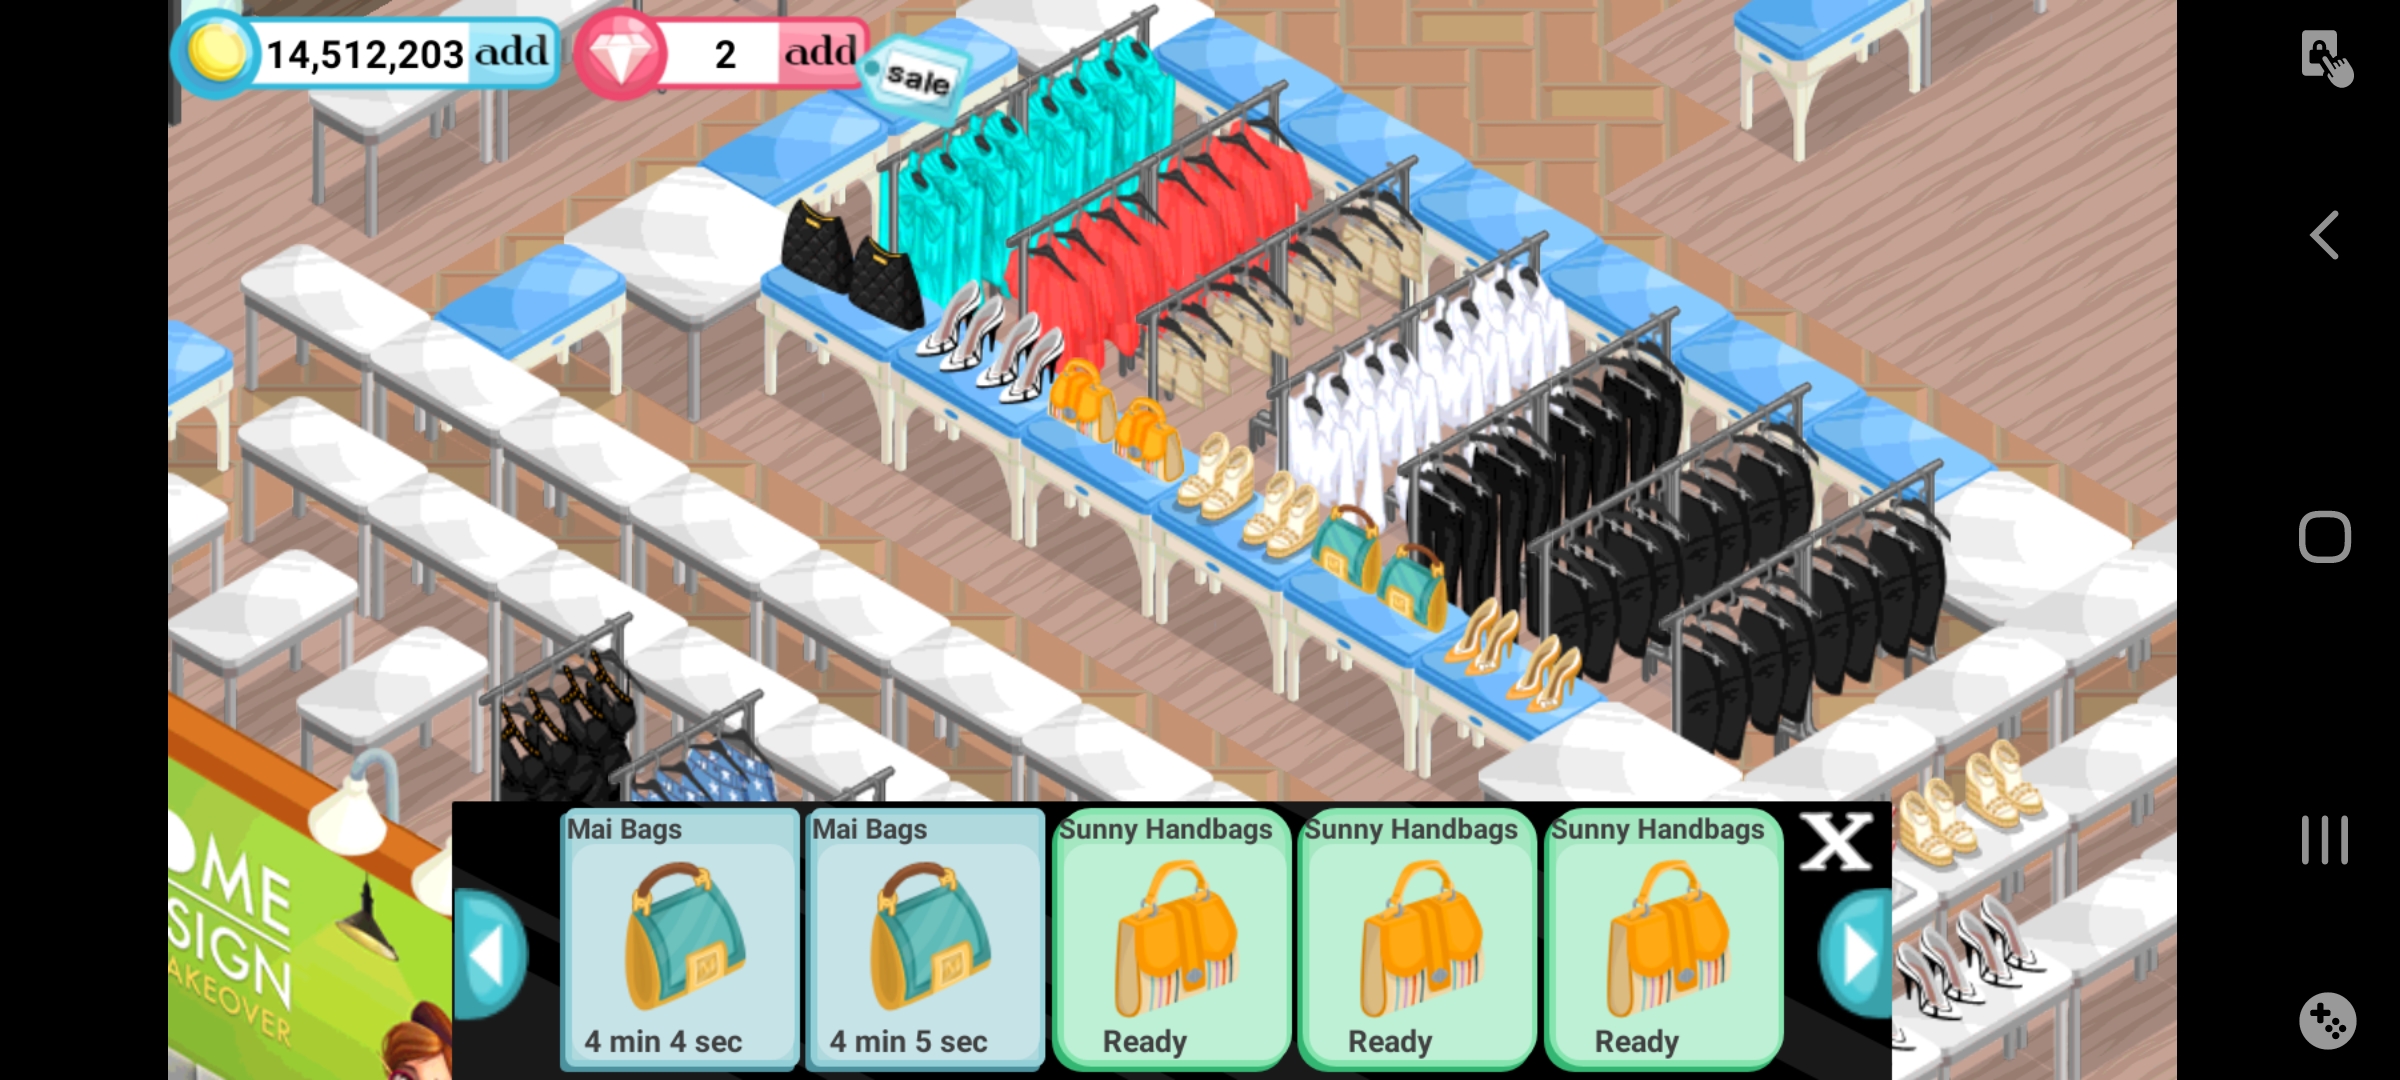 14,512,203 add
2 add
sale
Mai Bags
4 min 4 sec
Mai Bags
4 min 5 sec
Sunny Handbags
Ready
Sunny Handbags
Ready
Sunny Handbags
Ready
X
OME
SIGN
AKEOVER